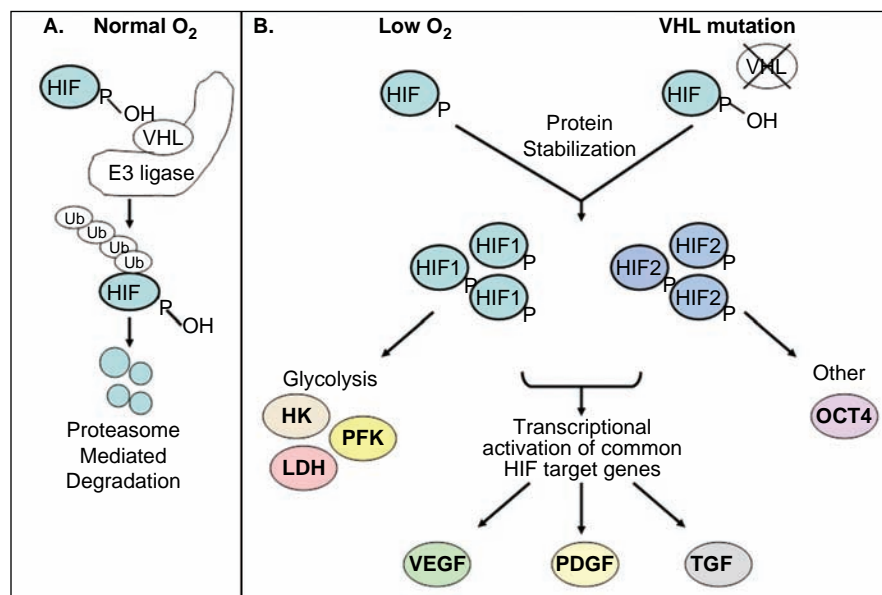 A. Normal O2
HIF
P
OH
VHL
E3 ligase
Ub
Ub
Ub
Ub
HIF
P
OH
Proteasome
Mediated
Degradation
B. Low O2 VHL mutation
VHL
HIF
P
HIF
P
OH
Protein
Stabilization
HIF1
P
HIF1
P
HIF1
P
HIF2
P
HIF2
P
HIF2
P
Glycolysis
HK
PFK
LDH
Other
OCT4
Transcriptional
activation of common
HIF target genes
VEGF
PDGF
TGF